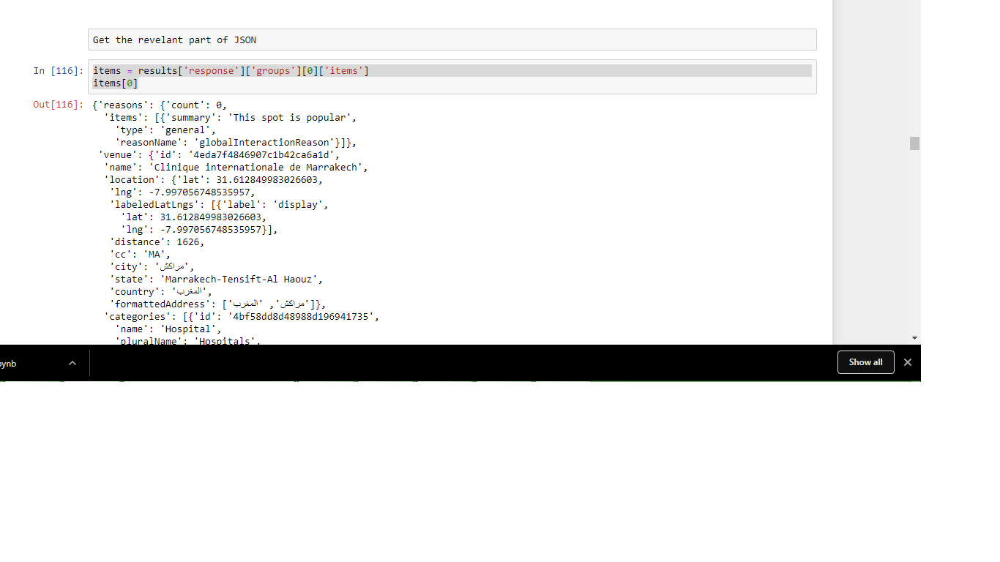 Get the revelant part of JSON
In [116]: items = results['response']['groups'][0]['items']
items[0]
Out[116]: {'reasons': {'count': 0,
'items': [{'summary': 'This spot is popular',
'type': 'general',
'reasonName': 'globalInteractionReason'}]},
'venue': {'id': '4eda7f4846907c1b42ca6a1d',
'name': 'Clinique internationale de Marrakech',
'location': {'lat': 31.612849983026603,
'lng': -7.997056748535957,
'labeledLatLngs': [{'label': 'display',
'lat': 31.612849983026603,
'lng': -7.997056748535957}],
'distance': 1626,
'cc': 'MA',
'city': 'مراكش',
'state': 'Marrakech-Tensift-Al Haouz',
'country': 'المغرب',
'formattedAddress': ['مراكش', 'المغرب']},
'categories': [{'id': '4bf58dd8d48988d196941735',
'name': 'Hospital',
'pluralName': 'Hospitals',
ynb
Show all